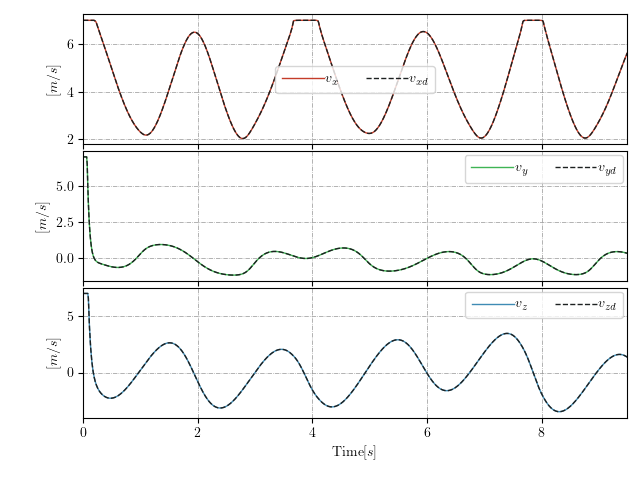 6
4
2
[m/s]
v_x v_xd
5.0
2.5
0.0
[m/s]
v_y v_yd
5
0
[m/s]
v_z v_zd
0 2 4 6 8
Time[s]